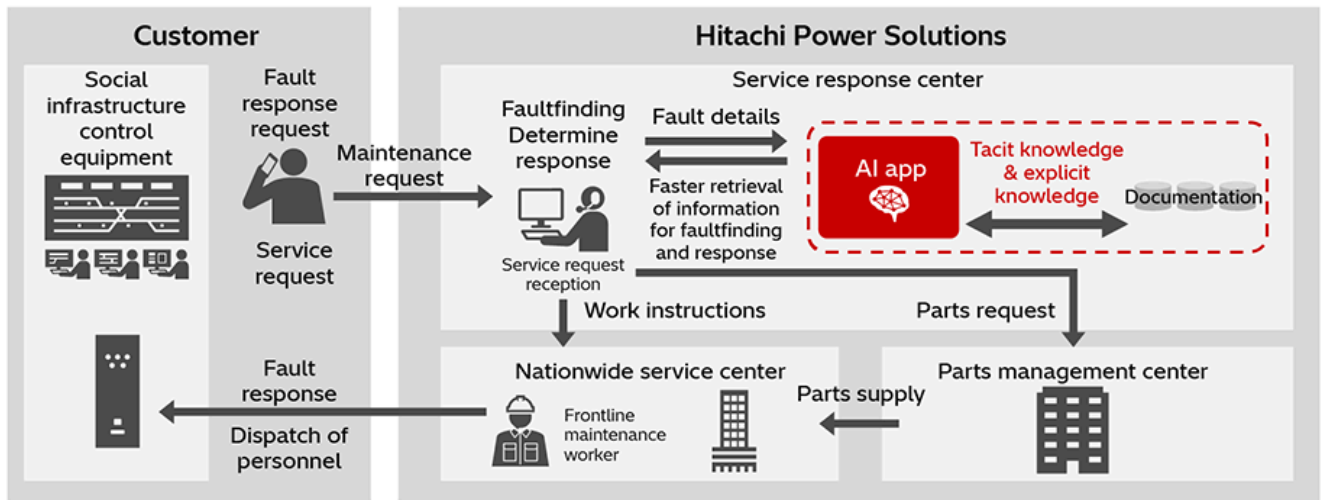 Customer
Social
infrastructure
control
equipment
Fault
response
request
Service
request
Maintenance
request
Hitachi Power Solutions
Service response center
Faultfinding
Determine
response
Service request
reception
Fault details
Faster retrieval
of information
for faultfinding
and response
AI app
Tacit knowledge
& explicit
knowledge
Documentation
Work instructions
Parts request
Nationwide service center
Frontline
maintenance
worker
Parts supply
Parts management center
Fault
response
Dispatch of
personnel